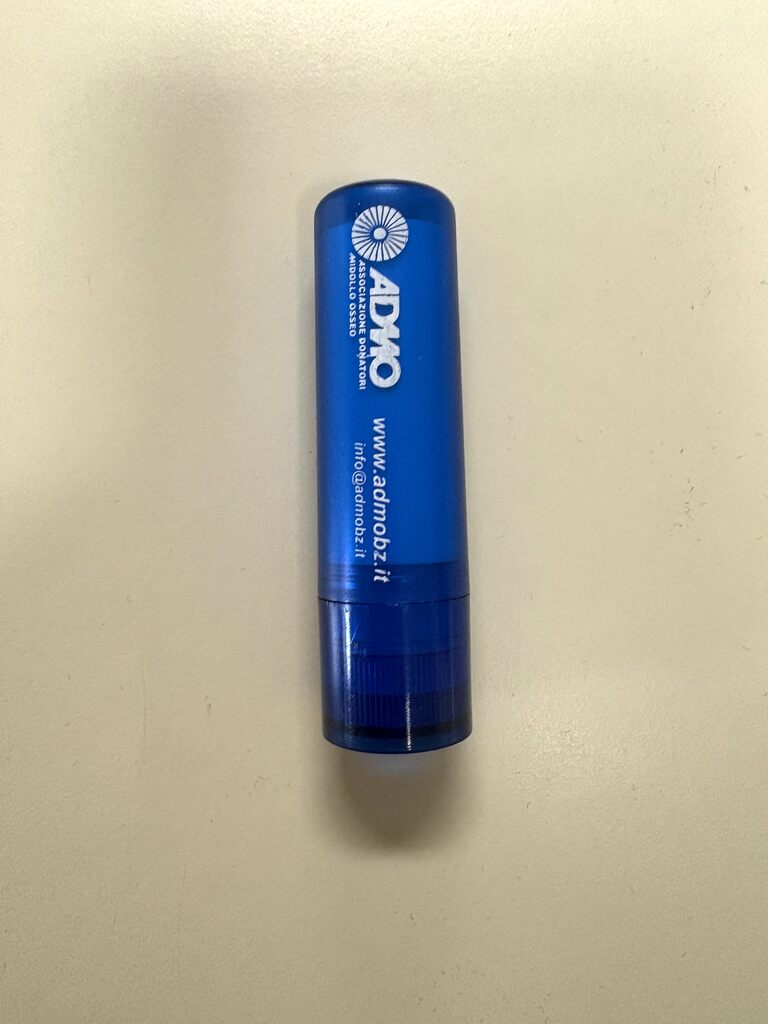 ADMO
ASSOCIAZIONE DONATORI
MIDOLLO OSSEO
www.admobz.it
info@admobz.it